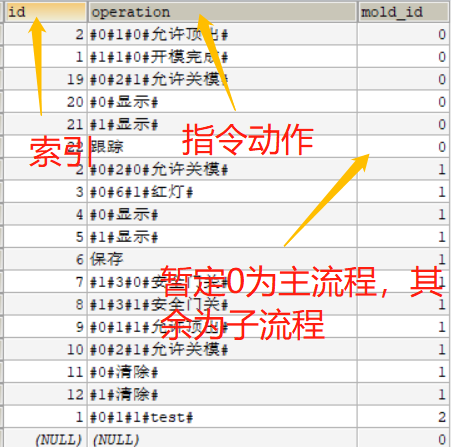 id operation mold_id
2 #0#1#0#允许顶出# 0
1 #1#1#0#开模完成# 0
19 #0#2#1#允许关模# 0
20 #0#显示# 0
21 #1#显示# 0
22 跟踪 0
2 #0#2#0#允许关模# 1
3 #0#6#1#红灯# 1
4 #0#显示# 1
5 #1#显示# 1
6 保存 1
7 #1#3#0#安全门关# 1
8 #1#3#1#安全门关# 1
9 #0#1#1#允许顶出# 1
10 #0#2#1#允许关模# 1
11 #0#清除# 1
12 #1#清除# 1
1 #0#1#1#test# 2
(NULL) (NULL) 0
索引
指令动作
暂定0为主流程，其
余为子流程